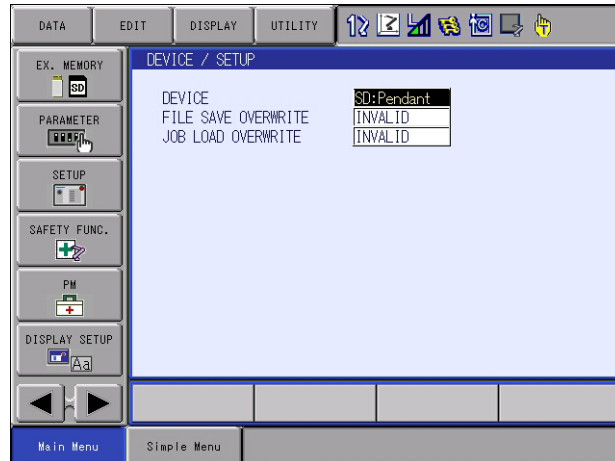 DATA EDIT DISPLAY UTILITY 12
EX. MEMORY
SD
PARAMETER
SETUP
SAFETY FUNC.
PM
DISPLAY SETUP
Aa
DEVICE / SETUP
DEVICE SD:Pendant
FILE SAVE OVERWRITE INVALID
JOB LOAD OVERWRITE INVALID
Main Menu Simple Menu